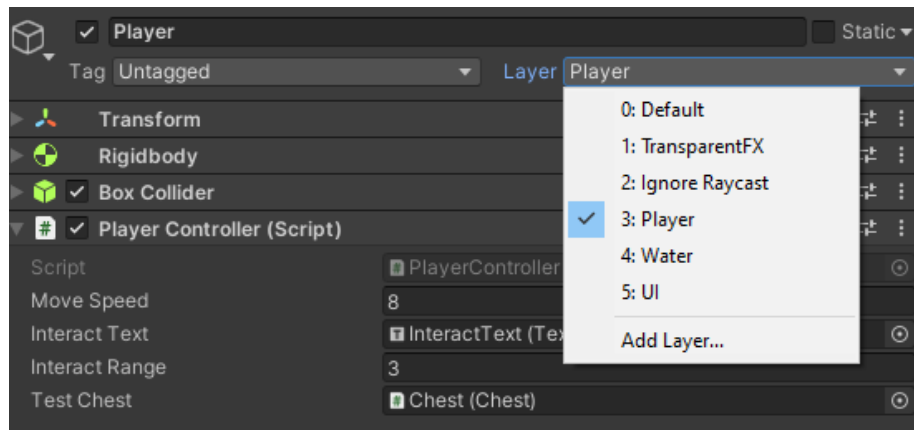 Player
Static
Tag Untagged
Layer Player
0: Default
Transform
1: TransparentFX
Rigidbody
2: Ignore Raycast
Box Collider
3: Player
Player Controller (Script)
4: Water
Script PlayerController
5: UI
Move Speed 8
Interact Text InteractText (Te
Add Layer...
Interact Range 3
Test Chest Chest (Chest)